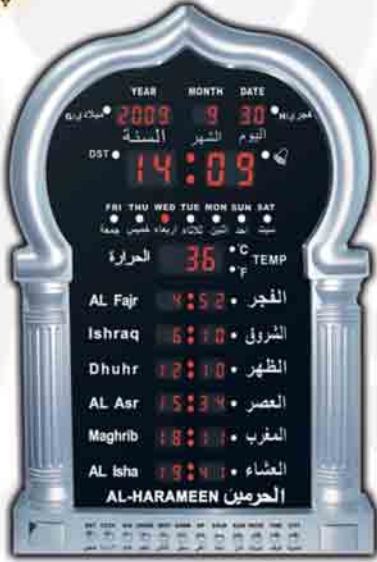 YEAR MONTH DATE
ميلادي/G 2009 9 30 هجري/H
السنة الشهر اليوم
DST 14:09
FRI THU WED TUE MON SUN SAT
جمعة خميس اربعاء ثلاثاء اثنين احد سبت
الحرارة 36 °C °F TEMP
AL Fajr 4:52 الفجر
Ishraq 6:10 الشروق
Dhuhr 12:10 الظهر
AL Asr 15:34 العصر
Maghrib 18:11 المغرب
AL Isha 19:41 العشاء
AL-HARAMEEN الحرمين